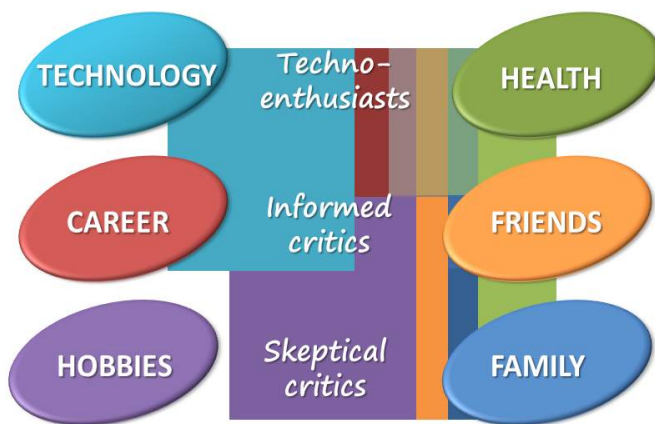 TECHNOLOGY
Techno-
enthusiasts
HEALTH
CAREER
Informed
critics
FRIENDS
HOBBIES
Skeptical
critics
FAMILY